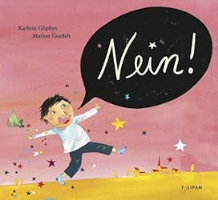 Kathrin Göpfert
Marion Goedelt
Nein!
TULIPAN